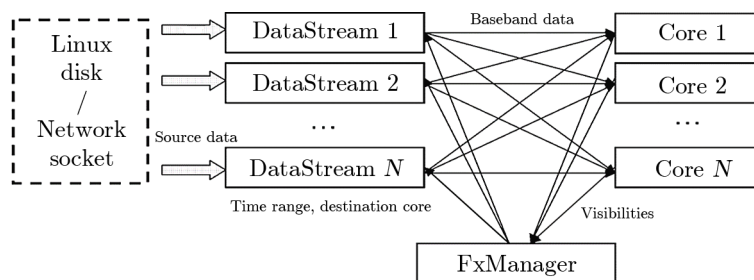 Linux
disk
/
Network
socket
Source data
DataStream 1
DataStream 2
...
DataStream N
Time range, destination core
Baseband data
Core 1
Core 2
...
Core N
Visibilities
FxManager